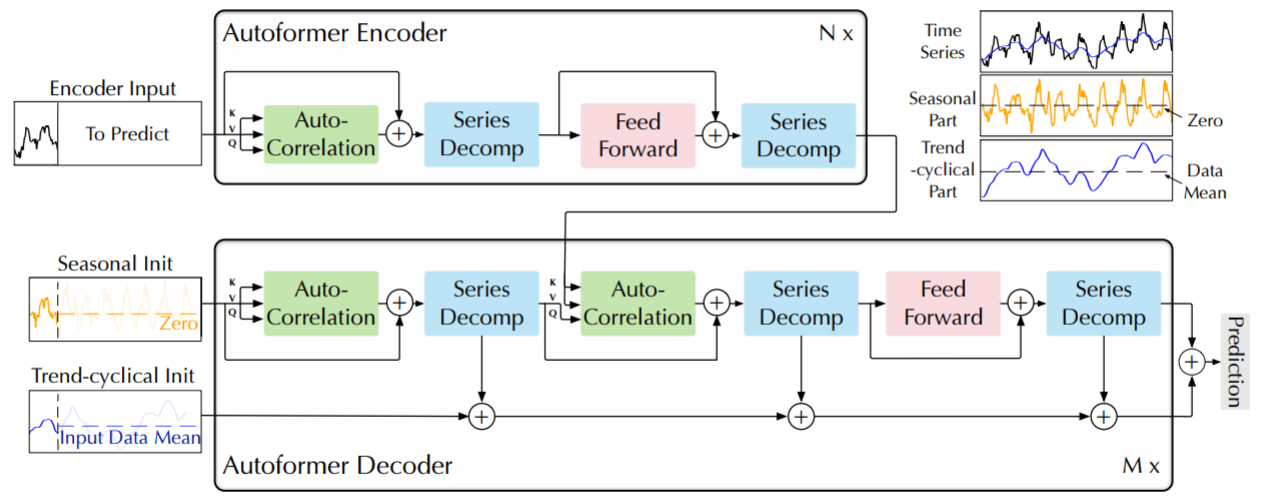 Autoformer Encoder
N x
Encoder Input
To Predict
K
V
Q
Auto-
Correlation
+
Series
Decomp
Feed
Forward
+
Series
Decomp
Time
Series
Seasonal
Part
Zero
Trend
-cyclical
Part
Data
Mean
Seasonal Init
Zero
K
V
Q
Auto-
Correlation
+
Series
Decomp
K
V
Q
Auto-
Correlation
+
Series
Decomp
Feed
Forward
+
Series
Decomp
+
Prediction
Trend-cyclical Init
Input Data Mean
+
+
+
Autoformer Decoder
M x